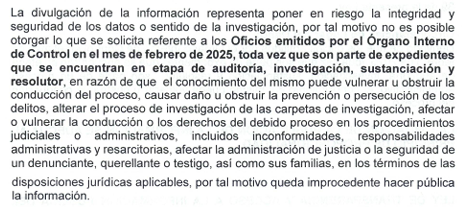 La divulgación de la información representa poner en riesgo la integridad y
seguridad de los datos o sentido de la investigación, por tal motivo no es posible
otorgar lo que se solicita referente a los Oficios emitidos por el Órgano Interno
de Control en el mes de febrero de 2025, toda vez que son parte de expedientes
que se encuentran en etapa de auditoría, investigación, sustanciación y
resolutor, en razón de que el conocimiento del mismo puede vulnerar u obstruir la
conducción del proceso, causar daño u obstruir la prevención o persecución de los
delitos, alterar el proceso de investigación de las carpetas de investigación, afectar
o vulnerar la conducción o los derechos del debido proceso en los procedimientos
judiciales o administrativos, incluidos inconformidades, responsabilidades
administrativas y resarcitorias, afectar la administración de justicia o la seguridad de
un denunciante, querellante o testigo, así como sus familias, en los términos de las
disposiciones jurídicas aplicables, por tal motivo queda improcedente hacer pública
la información.